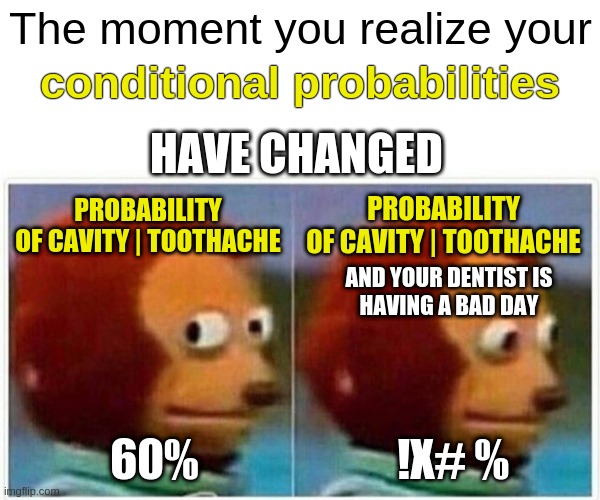 The moment you realize your
conditional probabilities
HAVE CHANGED
PROBABILITY
OF CAVITY | TOOTHACHE
60%
PROBABILITY
OF CAVITY | TOOTHACHE
AND YOUR DENTIST IS
HAVING A BAD DAY
!X# %
imgflip.com